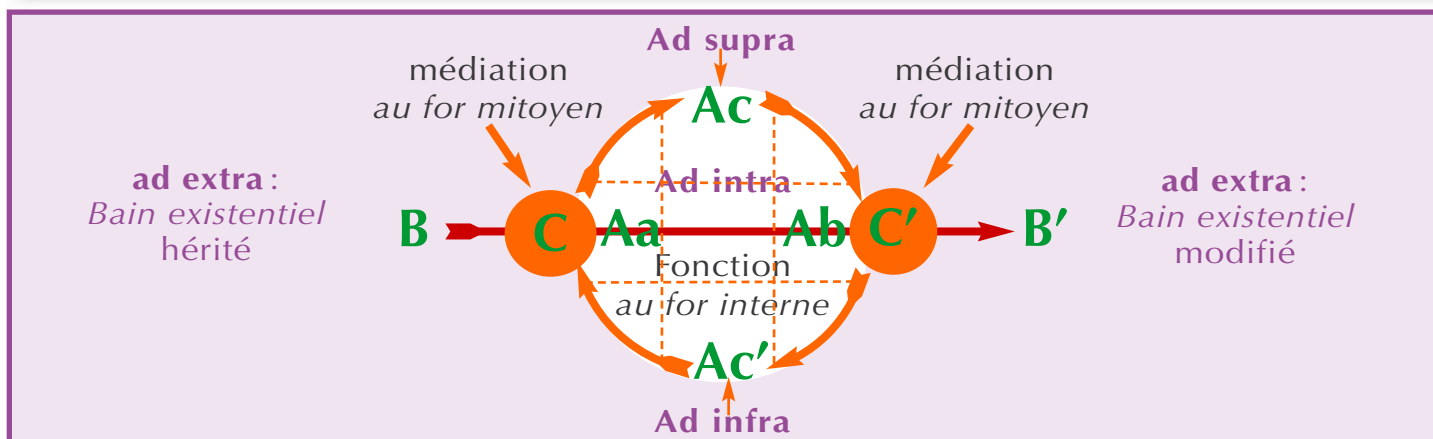 Ad supra
médiation
au for mitoyen
médiation
au for mitoyen
Ac
ad extra :
Bain existentiel
hérité
Ad intra
ad extra :
Bain existentiel
modifié
B C Aa Ab C′ B′
Fonction
au for interne
Ac′
Ad infra